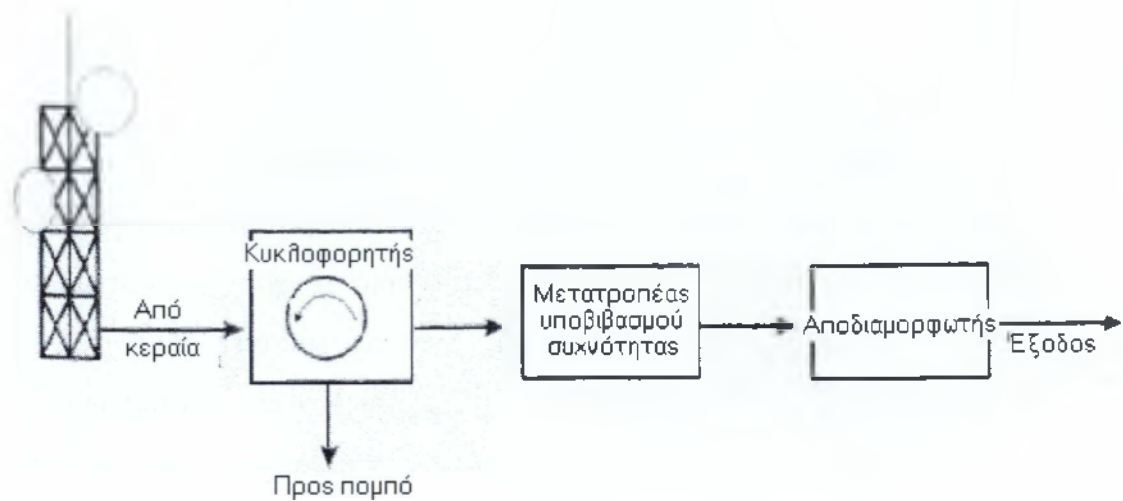 Κυκλοφορητής
Από
κεραία
Μετατροπέας
υποβιβασμού
συχνότητας
Αποδιαμορφωτής
Έξοδος
Προς πομπό